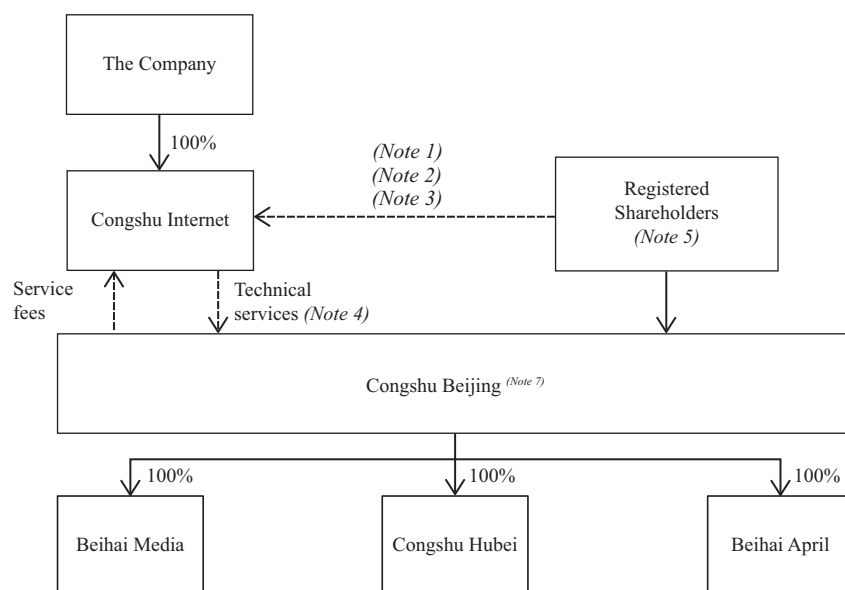 The Company
100%
(Note 1)
(Note 2)
(Note 3)
Congshu Internet
Registered
Shareholders
(Note 5)
Service
fees
Technical
services (Note 4)
Congshu Beijing (Note 7)
100%
100%
100%
Beihai Media
Congshu Hubei
Beihai April